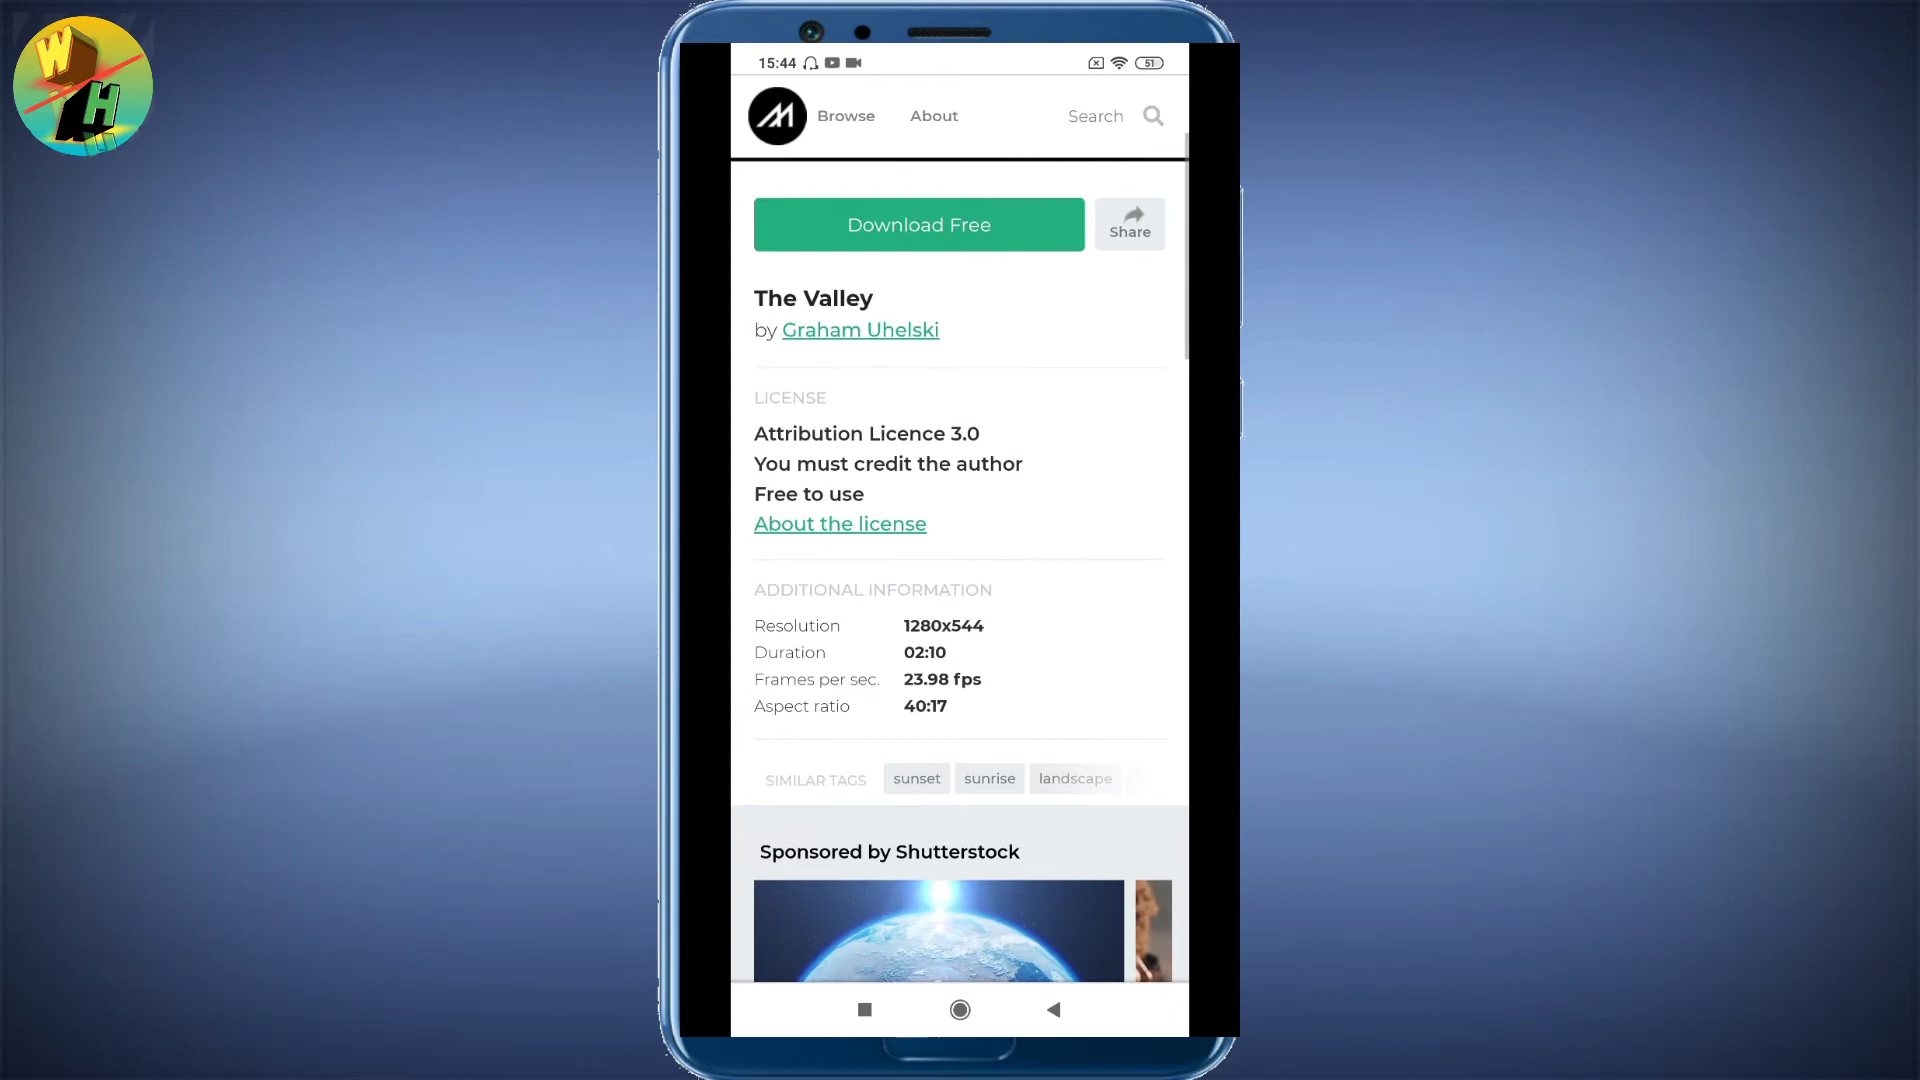 W
H
15:44
51
Browse
About
Search
Download Free
Share
The Valley
by Graham Uhelski
LICENSE
Attribution Licence 3.0
You must credit the author
Free to use
About the license
ADDITIONAL INFORMATION
Resolution 1280x544
Duration 02:10
Frames per sec. 23.98 fps
Aspect ratio 40:17
SIMILAR TAGS sunset sunrise landscape
Sponsored by Shutterstock